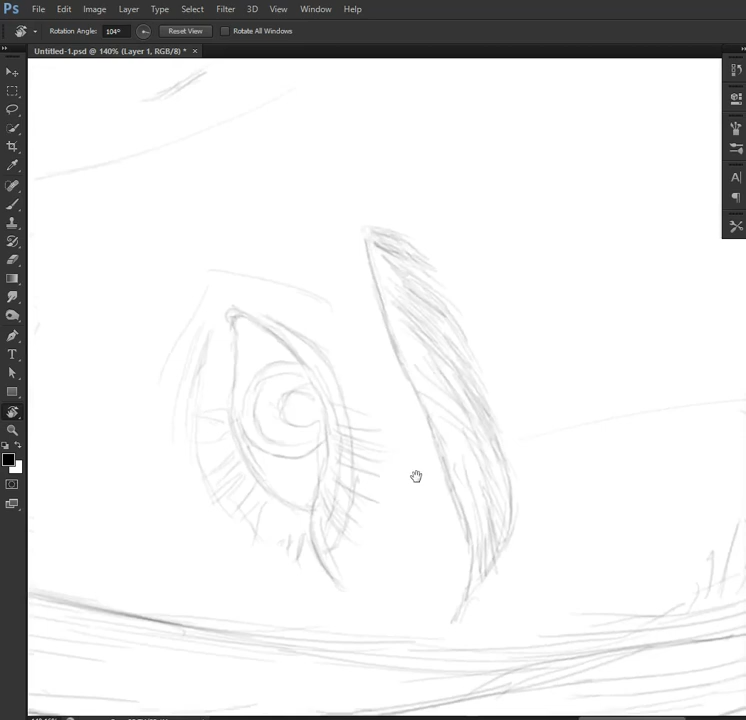 Ps File Edit Image Layer Type Select Filter 3D View Window Help
Rotation Angle: 104° Reset View Rotate All Windows
Untitled-1.psd @ 140% (Layer 1, RGB/8) * ×